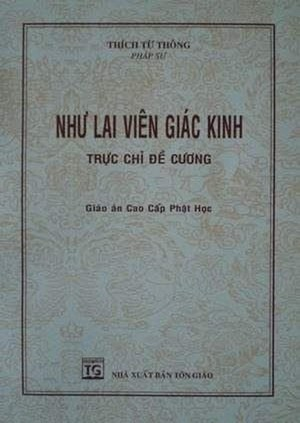 THÍCH TỪ THÔNG
PHÁP SƯ
NHƯ LAI VIÊN GIÁC KINH
TRỰC CHỈ ĐỀ CƯƠNG
Giáo án Cao Cấp Phật Học
TG
NHÀ XUẤT BẢN TÔN GIÁO